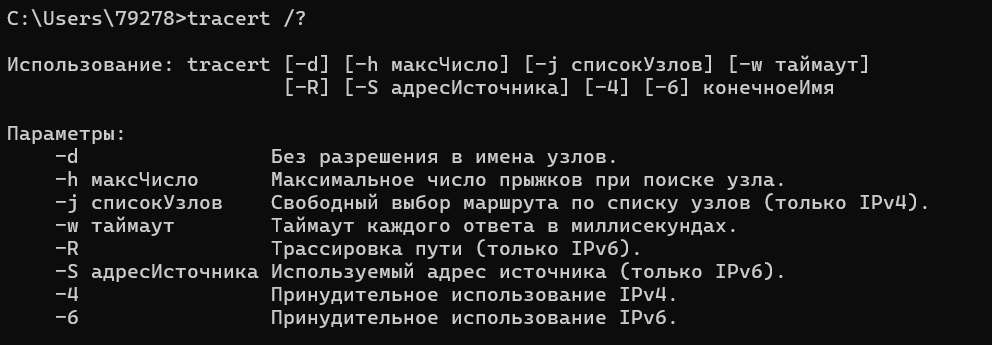 C:\Users\79278>tracert /?
Использование: tracert [-d] [-h максЧисло] [-j списокУзлов] [-w таймаут]
[-R] [-S адресИсточника] [-4] [-6] конечноеИмя
Параметры:
-d Без разрешения в имена узлов.
-h максЧисло Максимальное число прыжков при поиске узла.
-j списокУзлов Свободный выбор маршрута по списку узлов (только IPv4).
-w таймаут Таймаут каждого ответа в миллисекундах.
-R Трассировка пути (только IPv6).
-S адресИсточника Используемый адрес источника (только IPv6).
-4 Принудительное использование IPv4.
-6 Принудительное использование IPv6.